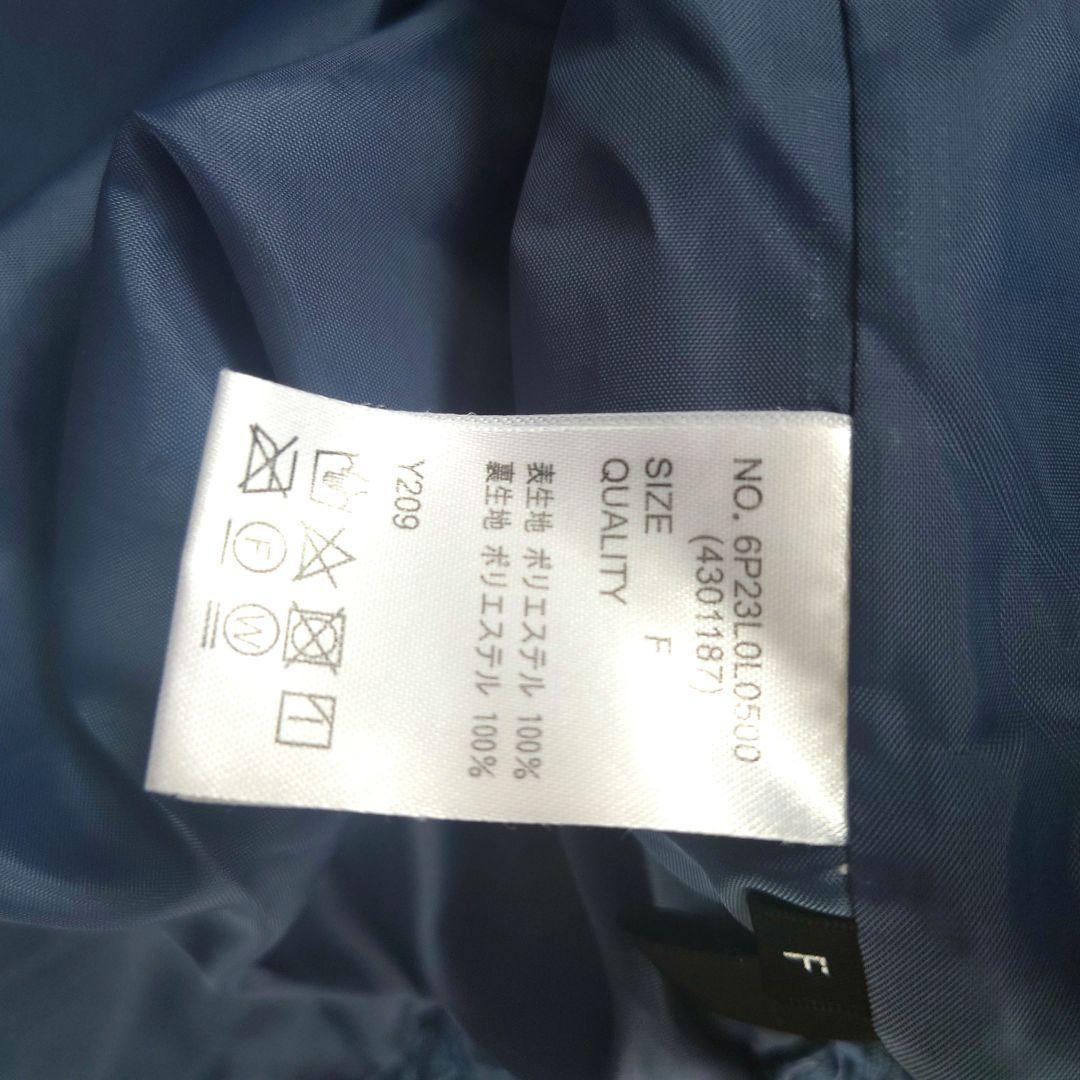 NO. 6P23L0L0500
(43011187)
SIZE F
QUALITY
表生地 ポリエステル 100%
裏生地 ポリエステル 100%
Y209
F
W
F